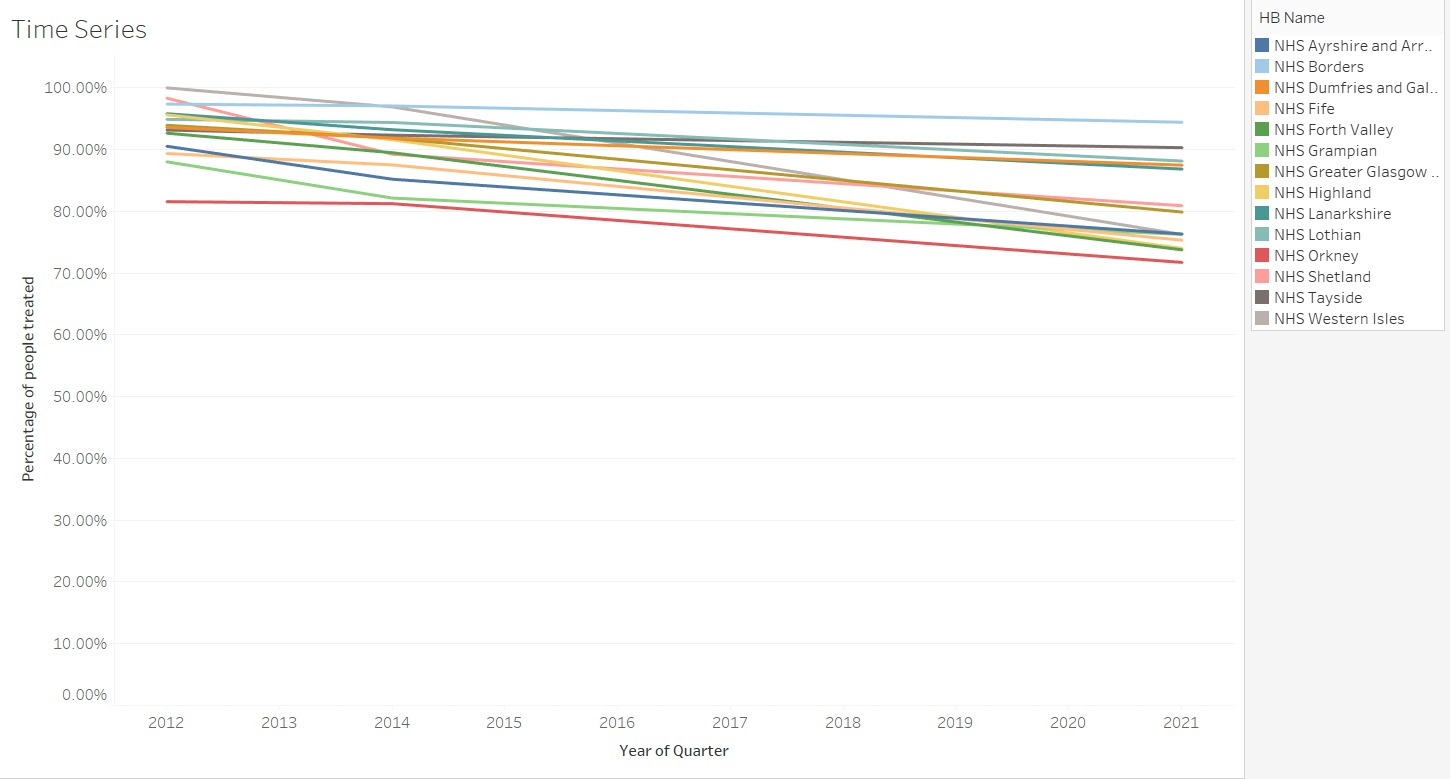 Time Series
HB Name
NHS Ayrshire and Arr..
NHS Borders
NHS Dumfries and Gal..
NHS Fife
NHS Forth Valley
NHS Grampian
NHS Greater Glasgow ..
NHS Highland
NHS Lanarkshire
NHS Lothian
NHS Orkney
NHS Shetland
NHS Tayside
NHS Western Isles
Percentage of people treated
100.00%
90.00%
80.00%
70.00%
60.00%
50.00%
40.00%
30.00%
20.00%
10.00%
0.00%
2012 2013 2014 2015 2016 2017 2018 2019 2020 2021
Year of Quarter